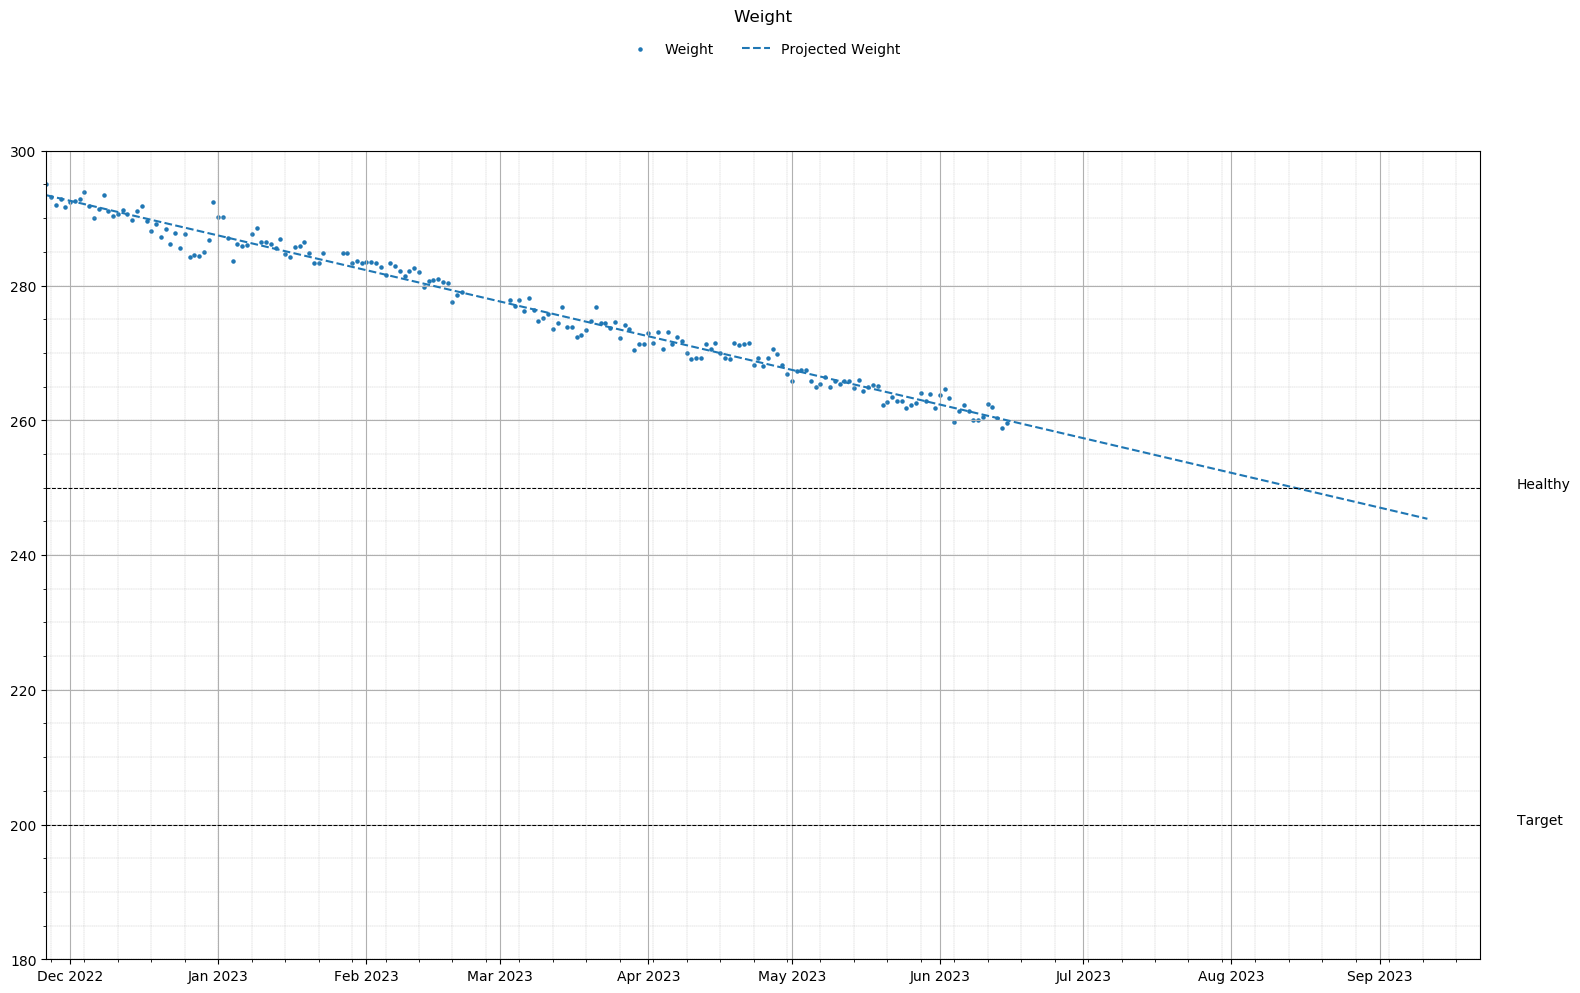 Weight
Weight
Projected Weight
300
280
260
240
220
200
180
Healthy
Target
Dec 2022
Jan 2023
Feb 2023
Mar 2023
Apr 2023
May 2023
Jun 2023
Jul 2023
Aug 2023
Sep 2023